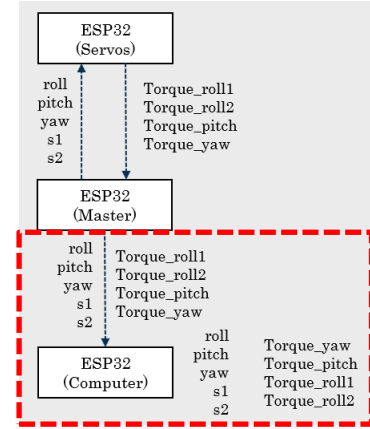 ESP32
(Servos)
roll
pitch
yaw
s1
s2
Torque_roll1
Torque_roll2
Torque_pitch
Torque_yaw
ESP32
(Master)
roll
pitch
yaw
s1
s2
Torque_roll1
Torque_roll2
Torque_pitch
Torque_yaw
ESP32
(Computer)
roll
pitch
yaw
s1
s2
Torque_yaw
Torque_pitch
Torque_roll1
Torque_roll2